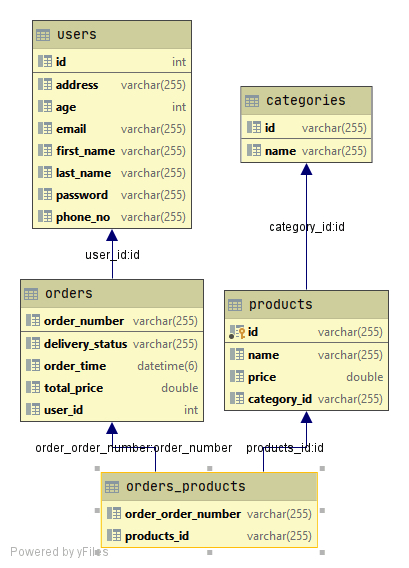 users
id int
address varchar(255)
age int
email varchar(255)
first_name varchar(255)
last_name varchar(255)
password varchar(255)
phone_no varchar(255)
categories
id varchar(255)
name varchar(255)
user_id:id
category_id:id
orders
order_number varchar(255)
delivery_status varchar(255)
order_time datetime(6)
total_price double
user_id int
products
id varchar(255)
name varchar(255)
price double
category_id varchar(255)
order_order_number:order_number
products_id:id
orders_products
order_order_number varchar(255)
products_id varchar(255)
Powered by yFiles